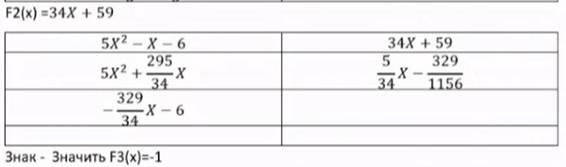 F2(x) =34X + 59
5X² − X − 6 34X + 59
5X² + 295/34 X 5/34 X − 329/1156
− 329/34 X − 6
Знак - Значить F3(x)=-1